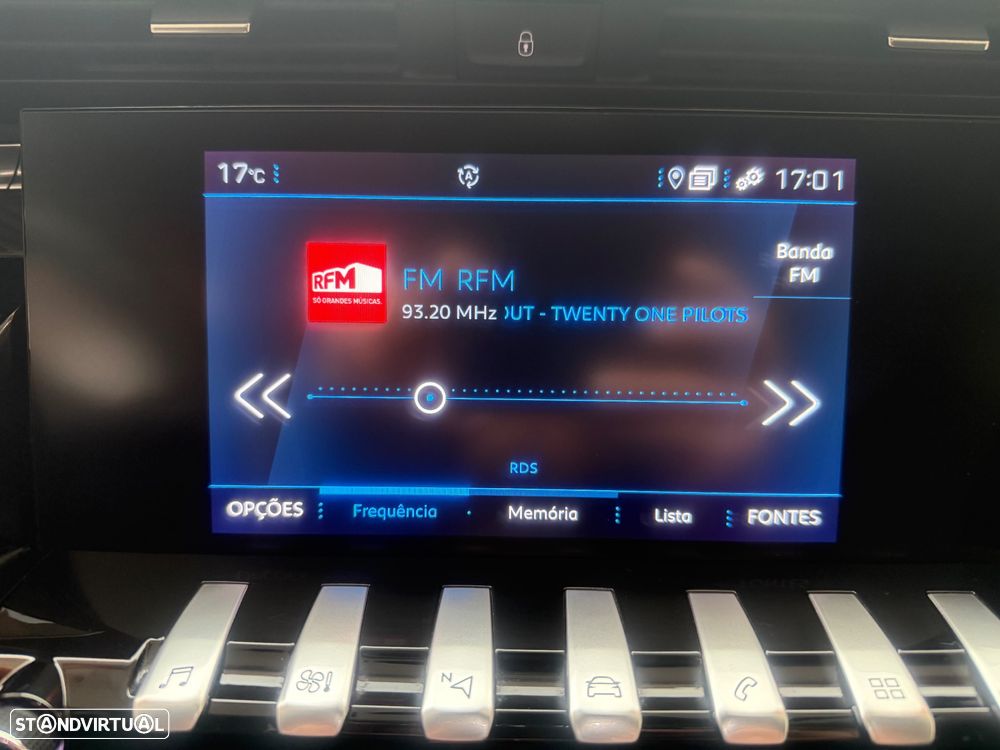 17°C 17:01
Banda
FM
RFM
SÓ GRANDES MÚSICAS.
FM RFM
93.20 MHz UT - TWENTY ONE PILOTS
RDS
OPÇÕES Frequência Memória Lista FONTES
N
STANDVIRTUAL